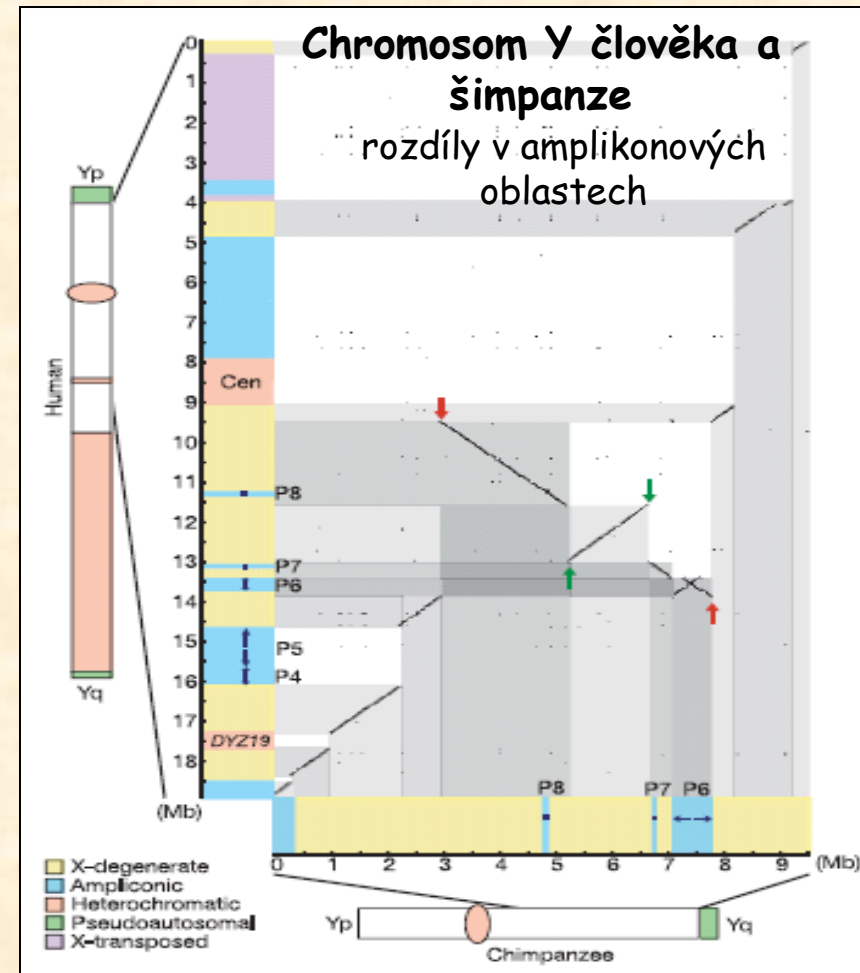 Chromosom Y člověka a
šimpanze
rozdíly v amplikonových
oblastech
Yp
Human
Yq
0
1
2
3
4
5
6
7
8
Cen
9
10
11
P8
12
13
P7
P6
14
15
P5
P4
16
17
DYZ19
18
(Mb)
P8 P7 P6
0 1 2 3 4 5 6 7 8 9 (Mb)
X-degenerate
Ampliconic
Heterochromatic
Pseudoautosomal
X-transposed
Yp Yq
Chimpanzee